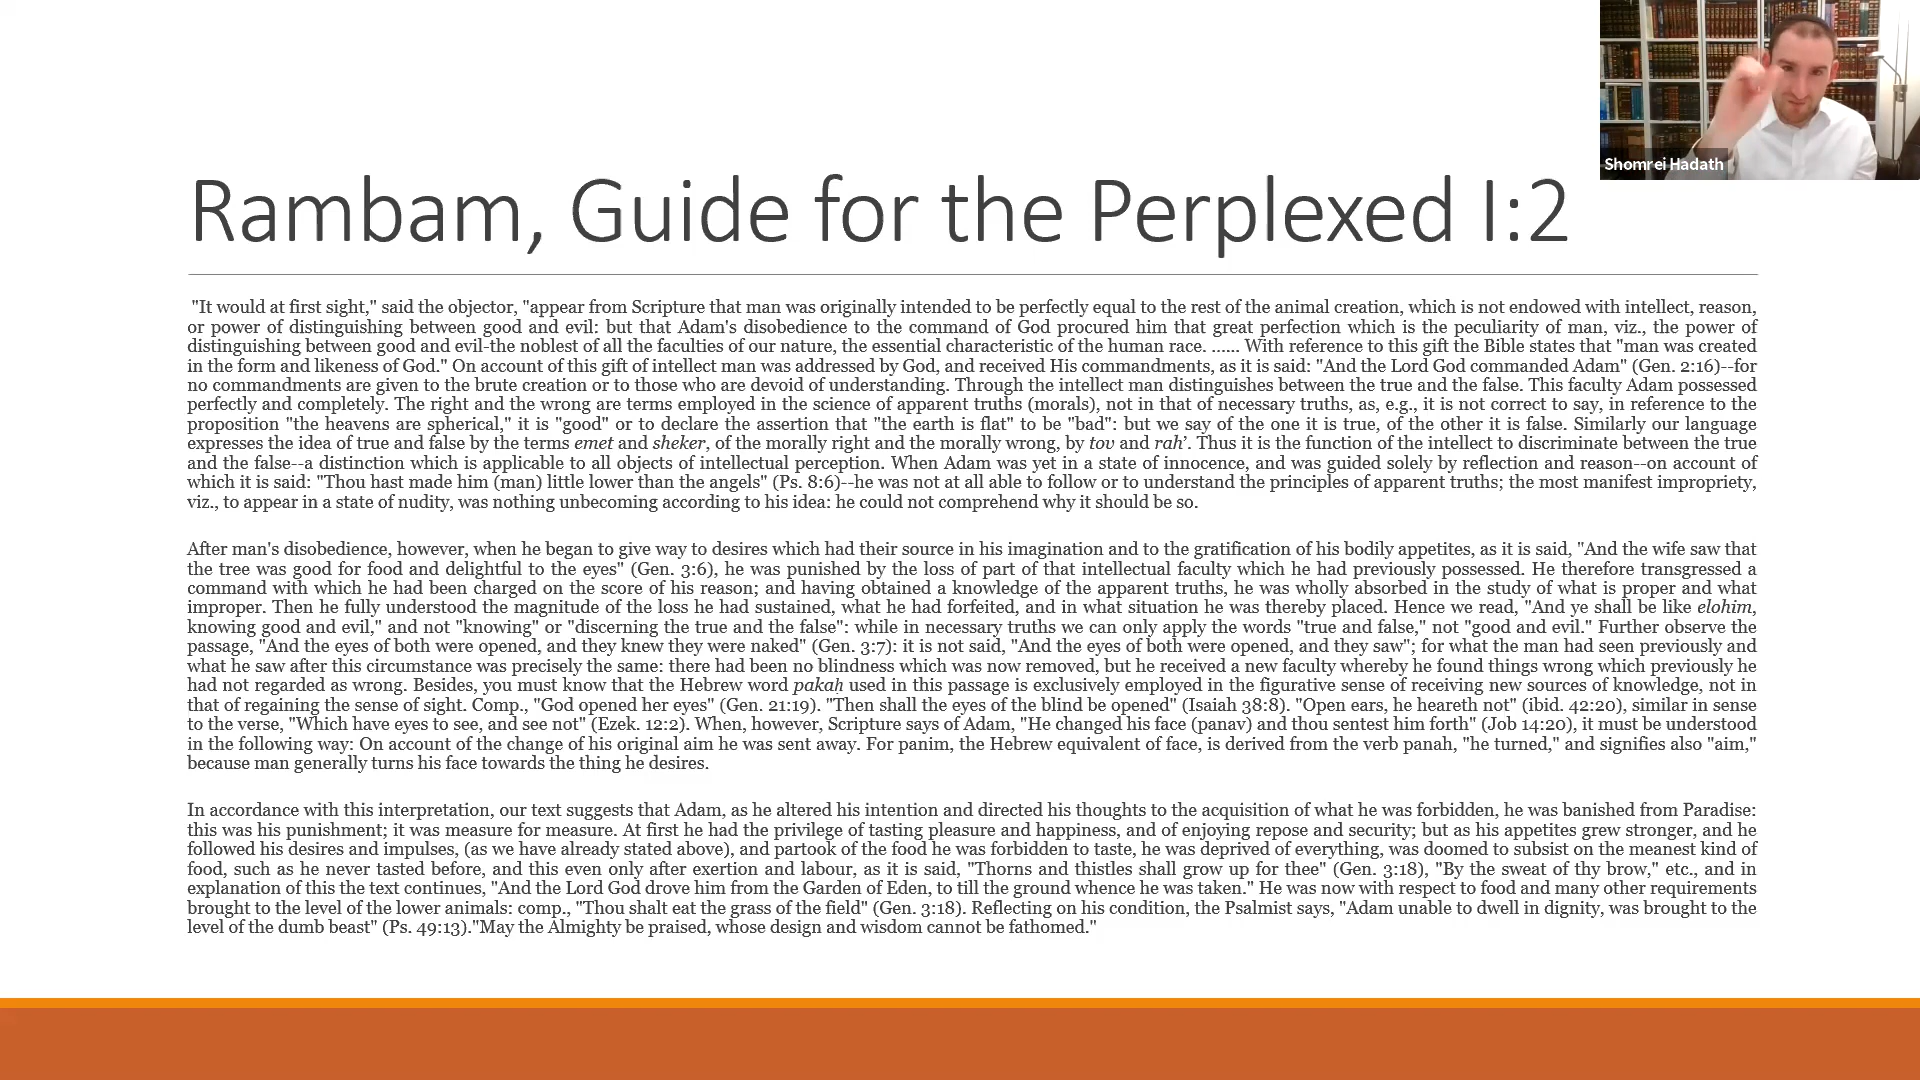 Shomrei Hadath
Rambam, Guide for the Perplexed I:2
"It would at first sight," said the objector, "appear from Scripture that man was originally intended to be perfectly equal to the rest of the animal creation, which is not endowed with intellect, reason,
or power of distinguishing between good and evil: but that Adam's disobedience to the command of God procured him that great perfection which is the peculiarity of man, viz., the power of
distinguishing between good and evil-the noblest of all the faculties of our nature, the essential characteristic of the human race. ...... With reference to this gift the Bible states that "man was created
in the form and likeness of God." On account of this gift of intellect man was addressed by God, and received His commandments, as it is said: "And the Lord God commanded Adam" (Gen. 2:16)--for
no commandments are given to the brute creation or to those who are devoid of understanding. Through the intellect man distinguishes between the true and the false. This faculty Adam possessed
perfectly and completely. The right and the wrong are terms employed in the science of apparent truths (morals), not in that of necessary truths, as, e.g., it is not correct to say, in reference to the
proposition "the heavens are spherical," it is "good" or to declare the assertion that "the earth is flat" to be "bad": but we say of the one it is true, of the other it is false. Similarly our language
expresses the idea of true and false by the terms emet and sheker, of the morally right and the morally wrong, by tov and rah’. Thus it is the function of the intellect to discriminate between the true
and the false--a distinction which is applicable to all objects of intellectual perception. When Adam was yet in a state of innocence, and was guided solely by reflection and reason--on account of
which it is said: "Thou hast made him (man) little lower than the angels" (Ps. 8:6)--he was not at all able to follow or to understand the principles of apparent truths; the most manifest impropriety,
viz., to appear in a state of nudity, was nothing unbecoming according to his idea: he could not comprehend why it should be so.
After man's disobedience, however, when he began to give way to desires which had their source in his imagination and to the gratification of his bodily appetites, as it is said, "And the wife saw that
the tree was good for food and delightful to the eyes" (Gen. 3:6), he was punished by the loss of part of that intellectual faculty which he had previously possessed. He therefore transgressed a
command with which he had been charged on the score of his reason; and having obtained a knowledge of the apparent truths, he was wholly absorbed in the study of what is proper and what
improper. Then he fully understood the magnitude of the loss he had sustained, what he had forfeited, and in what situation he was thereby placed. Hence we read, "And ye shall be like elohim,
knowing good and evil," and not "knowing" or "discerning the true and the false": while in necessary truths we can only apply the words "true and false," not "good and evil." Further observe the
passage, "And the eyes of both were opened, and they knew they were naked" (Gen. 3:7): it is not said, "And the eyes of both were opened, and they saw"; for what the man had seen previously and
what he saw after this circumstance was precisely the same: there had been no blindness which was now removed, but he received a new faculty whereby he found things wrong which previously he
had not regarded as wrong. Besides, you must know that the Hebrew word pakaḥ used in this passage is exclusively employed in the figurative sense of receiving new sources of knowledge, not in
that of regaining the sense of sight. Comp., "God opened her eyes" (Gen. 21:19). "Then shall the eyes of the blind be opened" (Isaiah 38:8). "Open ears, he heareth not" (ibid. 42:20), similar in sense
to the verse, "Which have eyes to see, and see not" (Ezek. 12:2). When, however, Scripture says of Adam, "He changed his face (panav) and thou sentest him forth" (Job 14:20), it must be understood
in the following way: On account of the change of his original aim he was sent away. For panim, the Hebrew equivalent of face, is derived from the verb panah, "he turned," and signifies also "aim,"
because man generally turns his face towards the thing he desires.
In accordance with this interpretation, our text suggests that Adam, as he altered his intention and directed his thoughts to the acquisition of what he was forbidden, he was banished from Paradise:
this was his punishment; it was measure for measure. At first he had the privilege of tasting pleasure and happiness, and of enjoying repose and security; but as his appetites grew stronger, and he
followed his desires and impulses, (as we have already stated above), and partook of the food he was forbidden to taste, he was deprived of everything, was doomed to subsist on the meanest kind of
food, such as he never tasted before, and this even only after exertion and labour, as it is said, "Thorns and thistles shall grow up for thee" (Gen. 3:18), "By the sweat of thy brow," etc., and in
explanation of this the text continues, "And the Lord God drove him from the Garden of Eden, to till the ground whence he was taken." He was now with respect to food and many other requirements
brought to the level of the lower animals: comp., "Thou shalt eat the grass of the field" (Gen. 3:18). Reflecting on his condition, the Psalmist says, "Adam unable to dwell in dignity, was brought to the
level of the dumb beast" (Ps. 49:13)."May the Almighty be praised, whose design and wisdom cannot be fathomed."